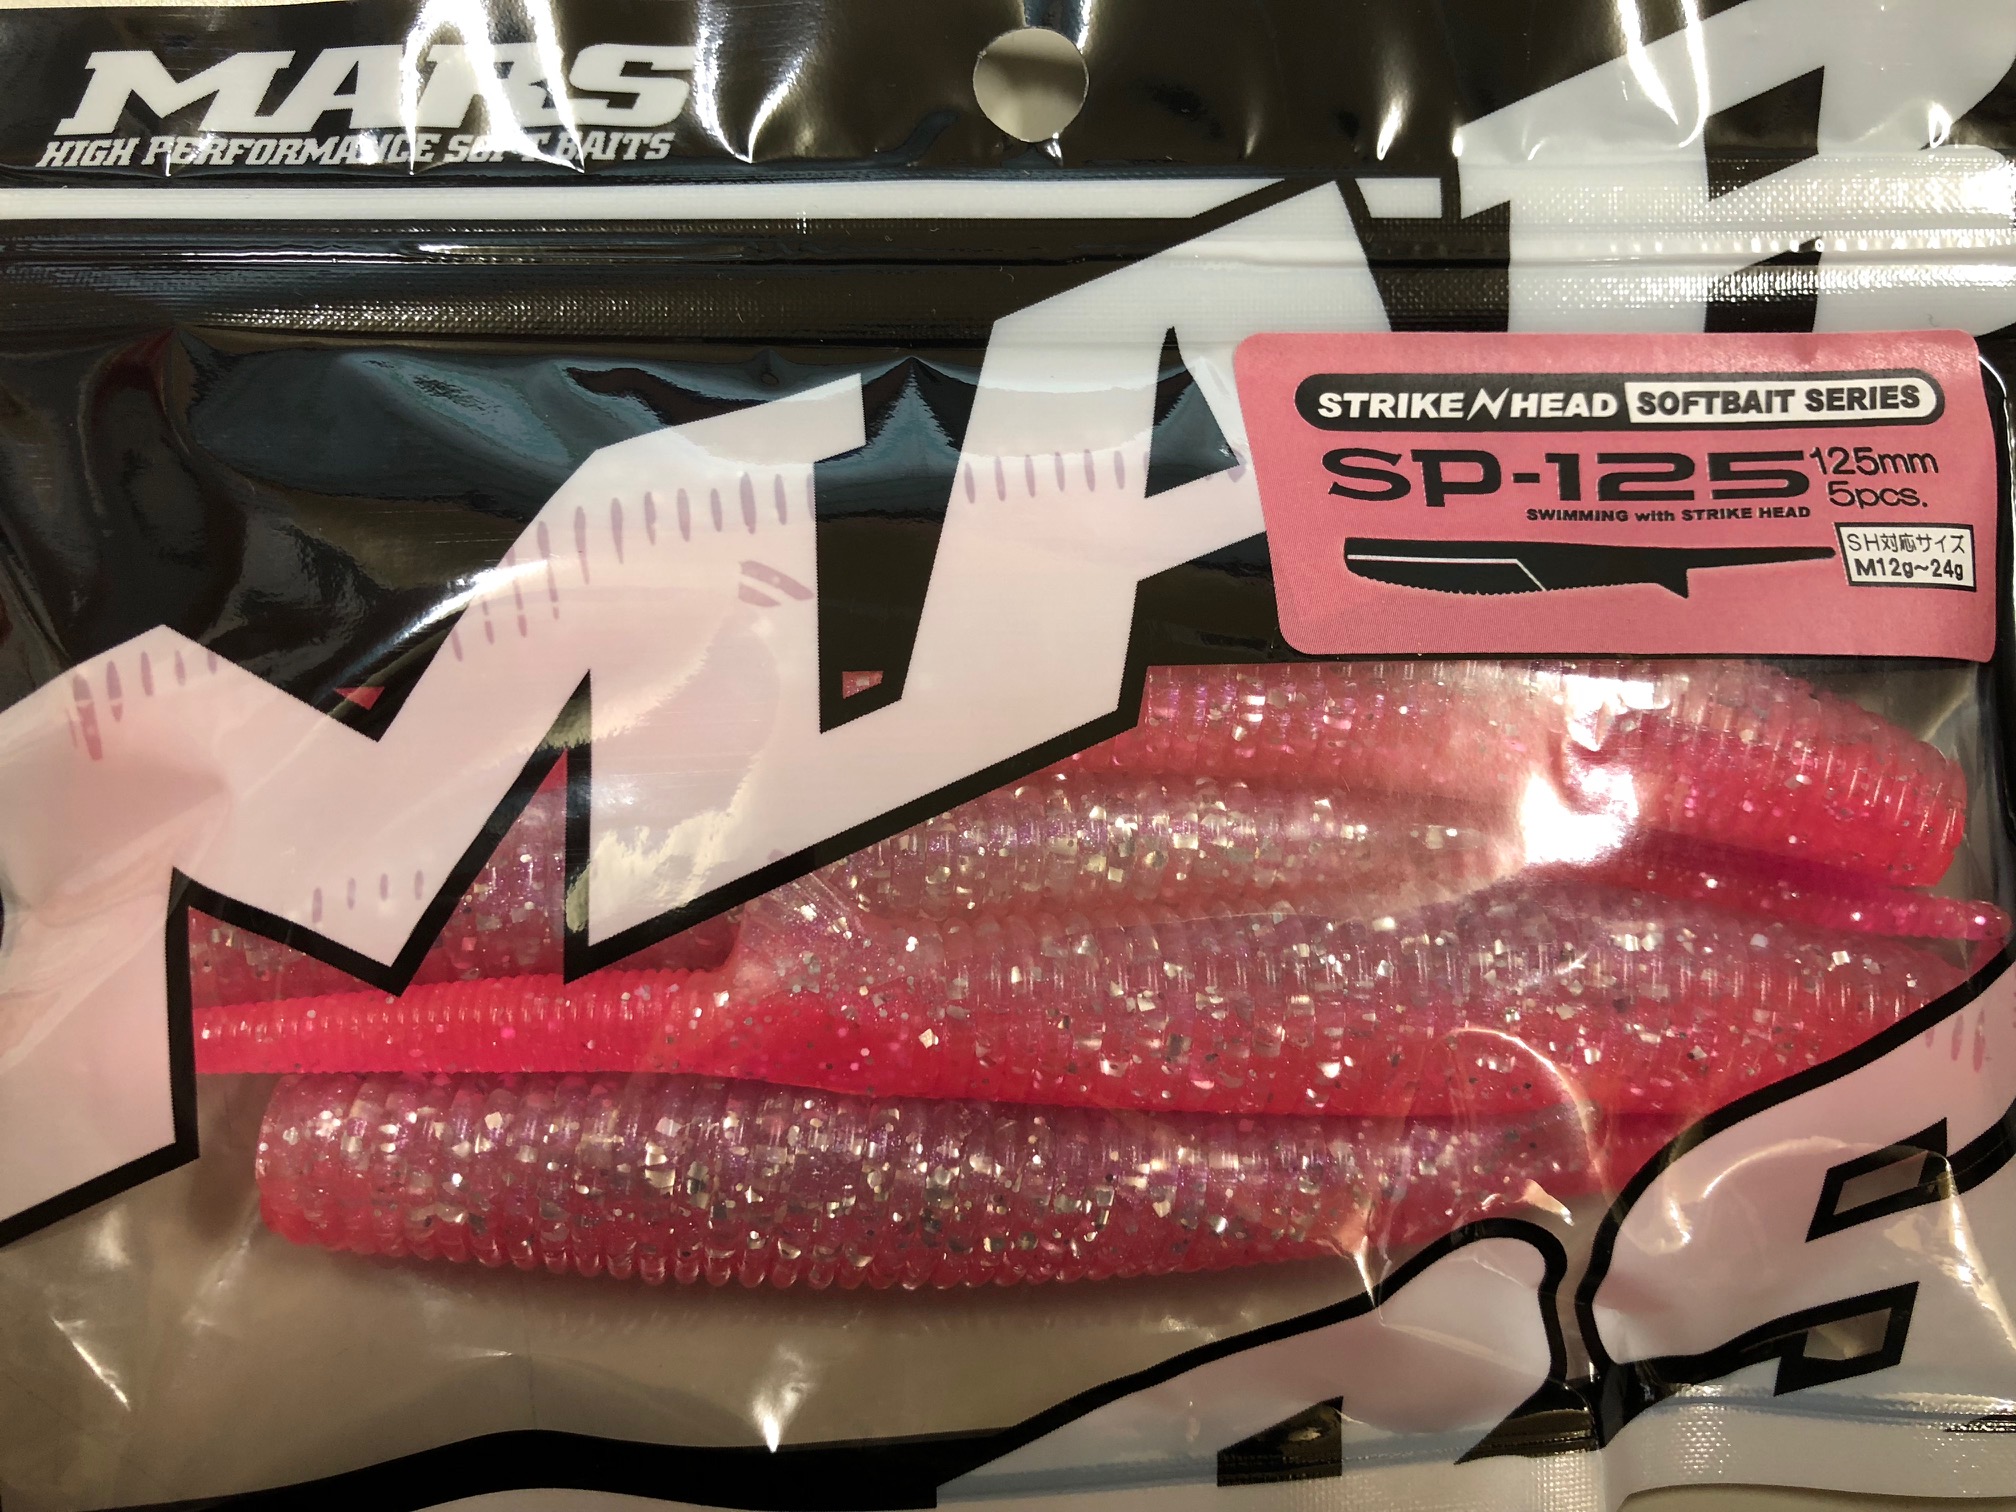 MARS
HIGH PERFORMANCE SOFT BAITS
MARS
STRIKE HEAD SOFTBAIT SERIES
SP-125 125mm
5pcs.
SWIMMING with STRIKE HEAD
SH対応サイズ
M12g~24g